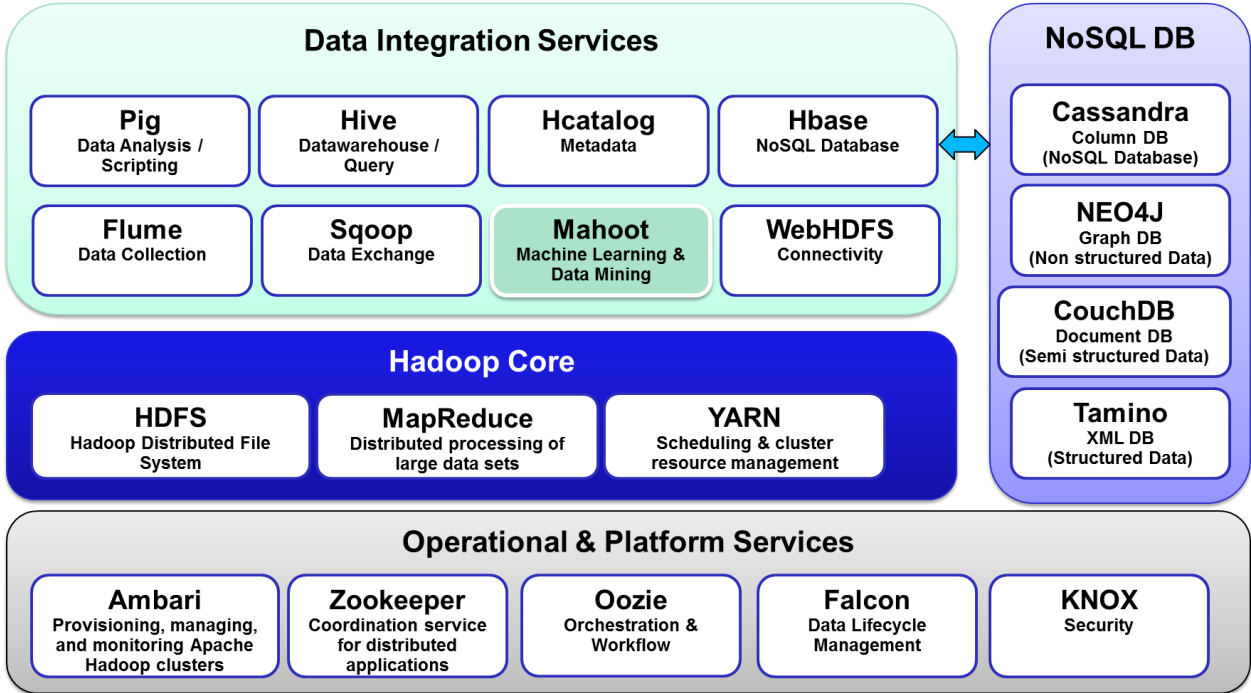 Data Integration Services
Pig
Data Analysis /
Scripting
Hive
Datawarehouse /
Query
Hcatalog
Metadata
Hbase
NoSQL Database
Flume
Data Collection
Sqoop
Data Exchange
Mahoot
Machine Learning &
Data Mining
WebHDFS
Connectivity
NoSQL DB
Cassandra
Column DB
(NoSQL Database)
NEO4J
Graph DB
(Non structured Data)
CouchDB
Document DB
(Semi structured Data)
Tamino
XML DB
(Structured Data)
Hadoop Core
HDFS
Hadoop Distributed File
System
MapReduce
Distributed processing of
large data sets
YARN
Scheduling & cluster
resource management
Operational & Platform Services
Ambari
Provisioning, managing,
and monitoring Apache
Hadoop clusters
Zookeeper
Coordination service
for distributed
applications
Oozie
Orchestration &
Workflow
Falcon
Data Lifecycle
Management
KNOX
Security